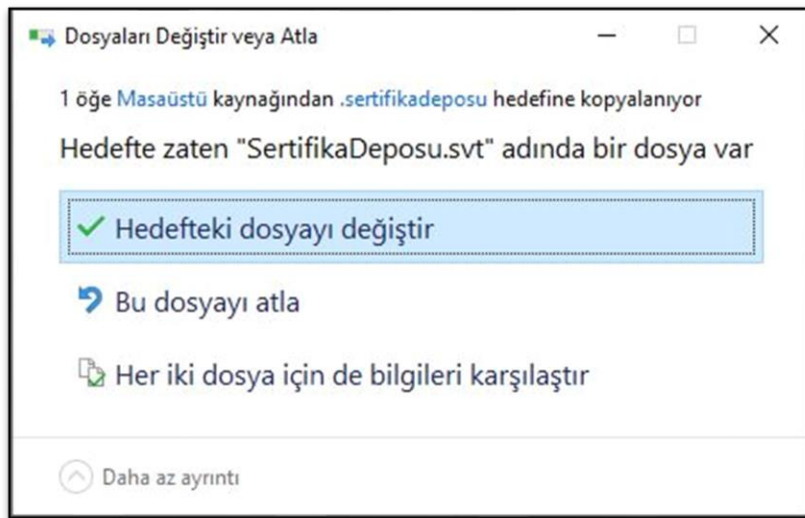 Dosyaları Değiştir veya Atla
1 öğe Masaüstü kaynağından .sertifikadeposu hedefine kopyalanıyor
Hedefte zaten "SertifikaDeposu.svt" adında bir dosya var
Hedefteki dosyayı değiştir
Bu dosyayı atla
Her iki dosya için de bilgileri karşılaştır
Daha az ayrıntı